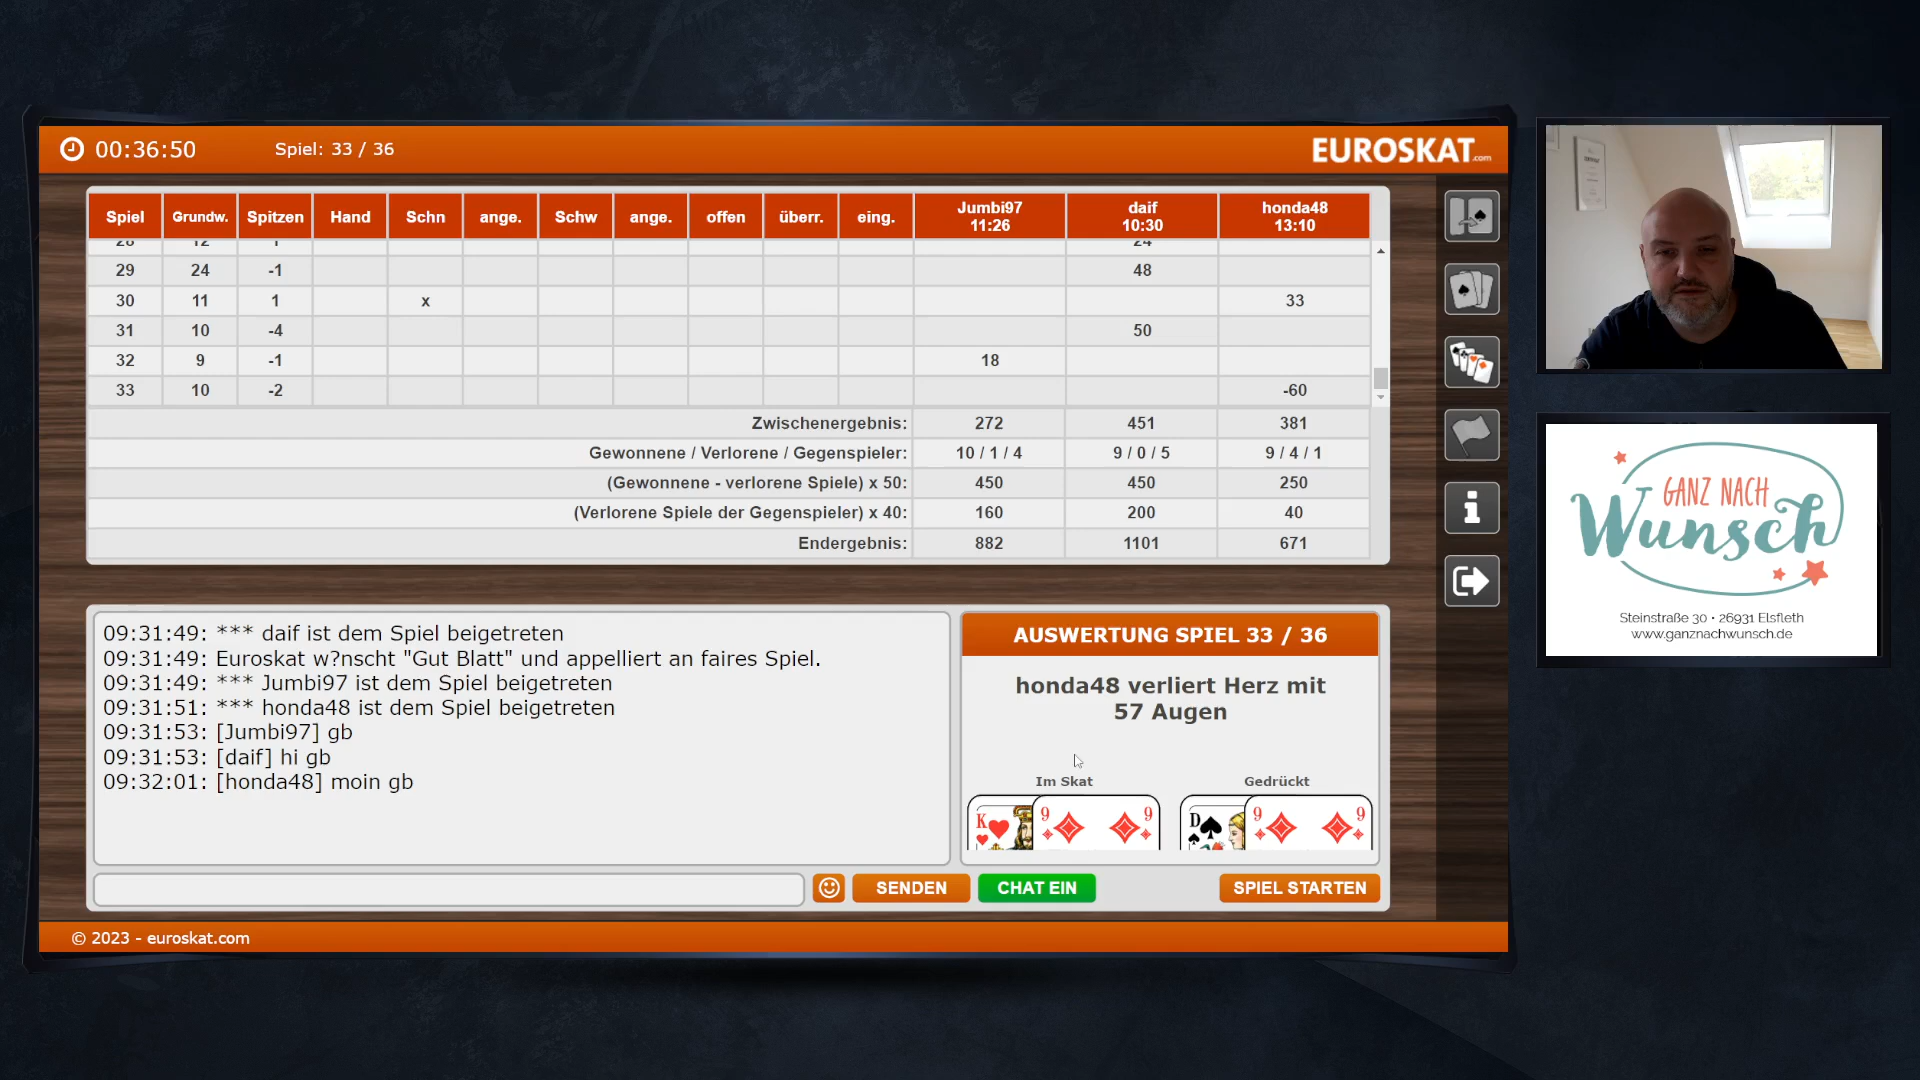 00:36:50
Spiel: 33 / 36
EUROSKAT.com
Spiel Grundw. Spitzen Hand Schn ange. Schw ange. offen überr. eing. Jumbi97 11:26 daif 10:30 honda48 13:10
28 12 1 24
29 24 -1 48
30 11 1 x 33
31 10 -4 50
32 9 -1 18
33 10 -2 -60
Zwischenergebnis: 272 451 381
Gewonnene / Verlorene / Gegenspieler: 10 / 1 / 4 9 / 0 / 5 9 / 4 / 1
(Gewonnene - verlorene Spiele) x 50: 450 450 250
(Verlorene Spiele der Gegenspieler) x 40: 160 200 40
Endergebnis: 882 1101 671
09:31:49: *** daif ist dem Spiel beigetreten
09:31:49: Euroskat w?nscht "Gut Blatt" und appelliert an faires Spiel.
09:31:49: *** Jumbi97 ist dem Spiel beigetreten
09:31:51: *** honda48 ist dem Spiel beigetreten
09:31:53: [Jumbi97] gb
09:31:53: [daif] hi gb
09:32:01: [honda48] moin gb
AUSWERTUNG SPIEL 33 / 36
honda48 verliert Herz mit
57 Augen
Im Skat
Gedrückt
K 9 9
D 9 9
SENDEN
CHAT EIN
SPIEL STARTEN
© 2023 - euroskat.com
GANZ NACH
Wunsch
Steinstraße 30 • 26931 Elsfleth
www.ganznachwunsch.de